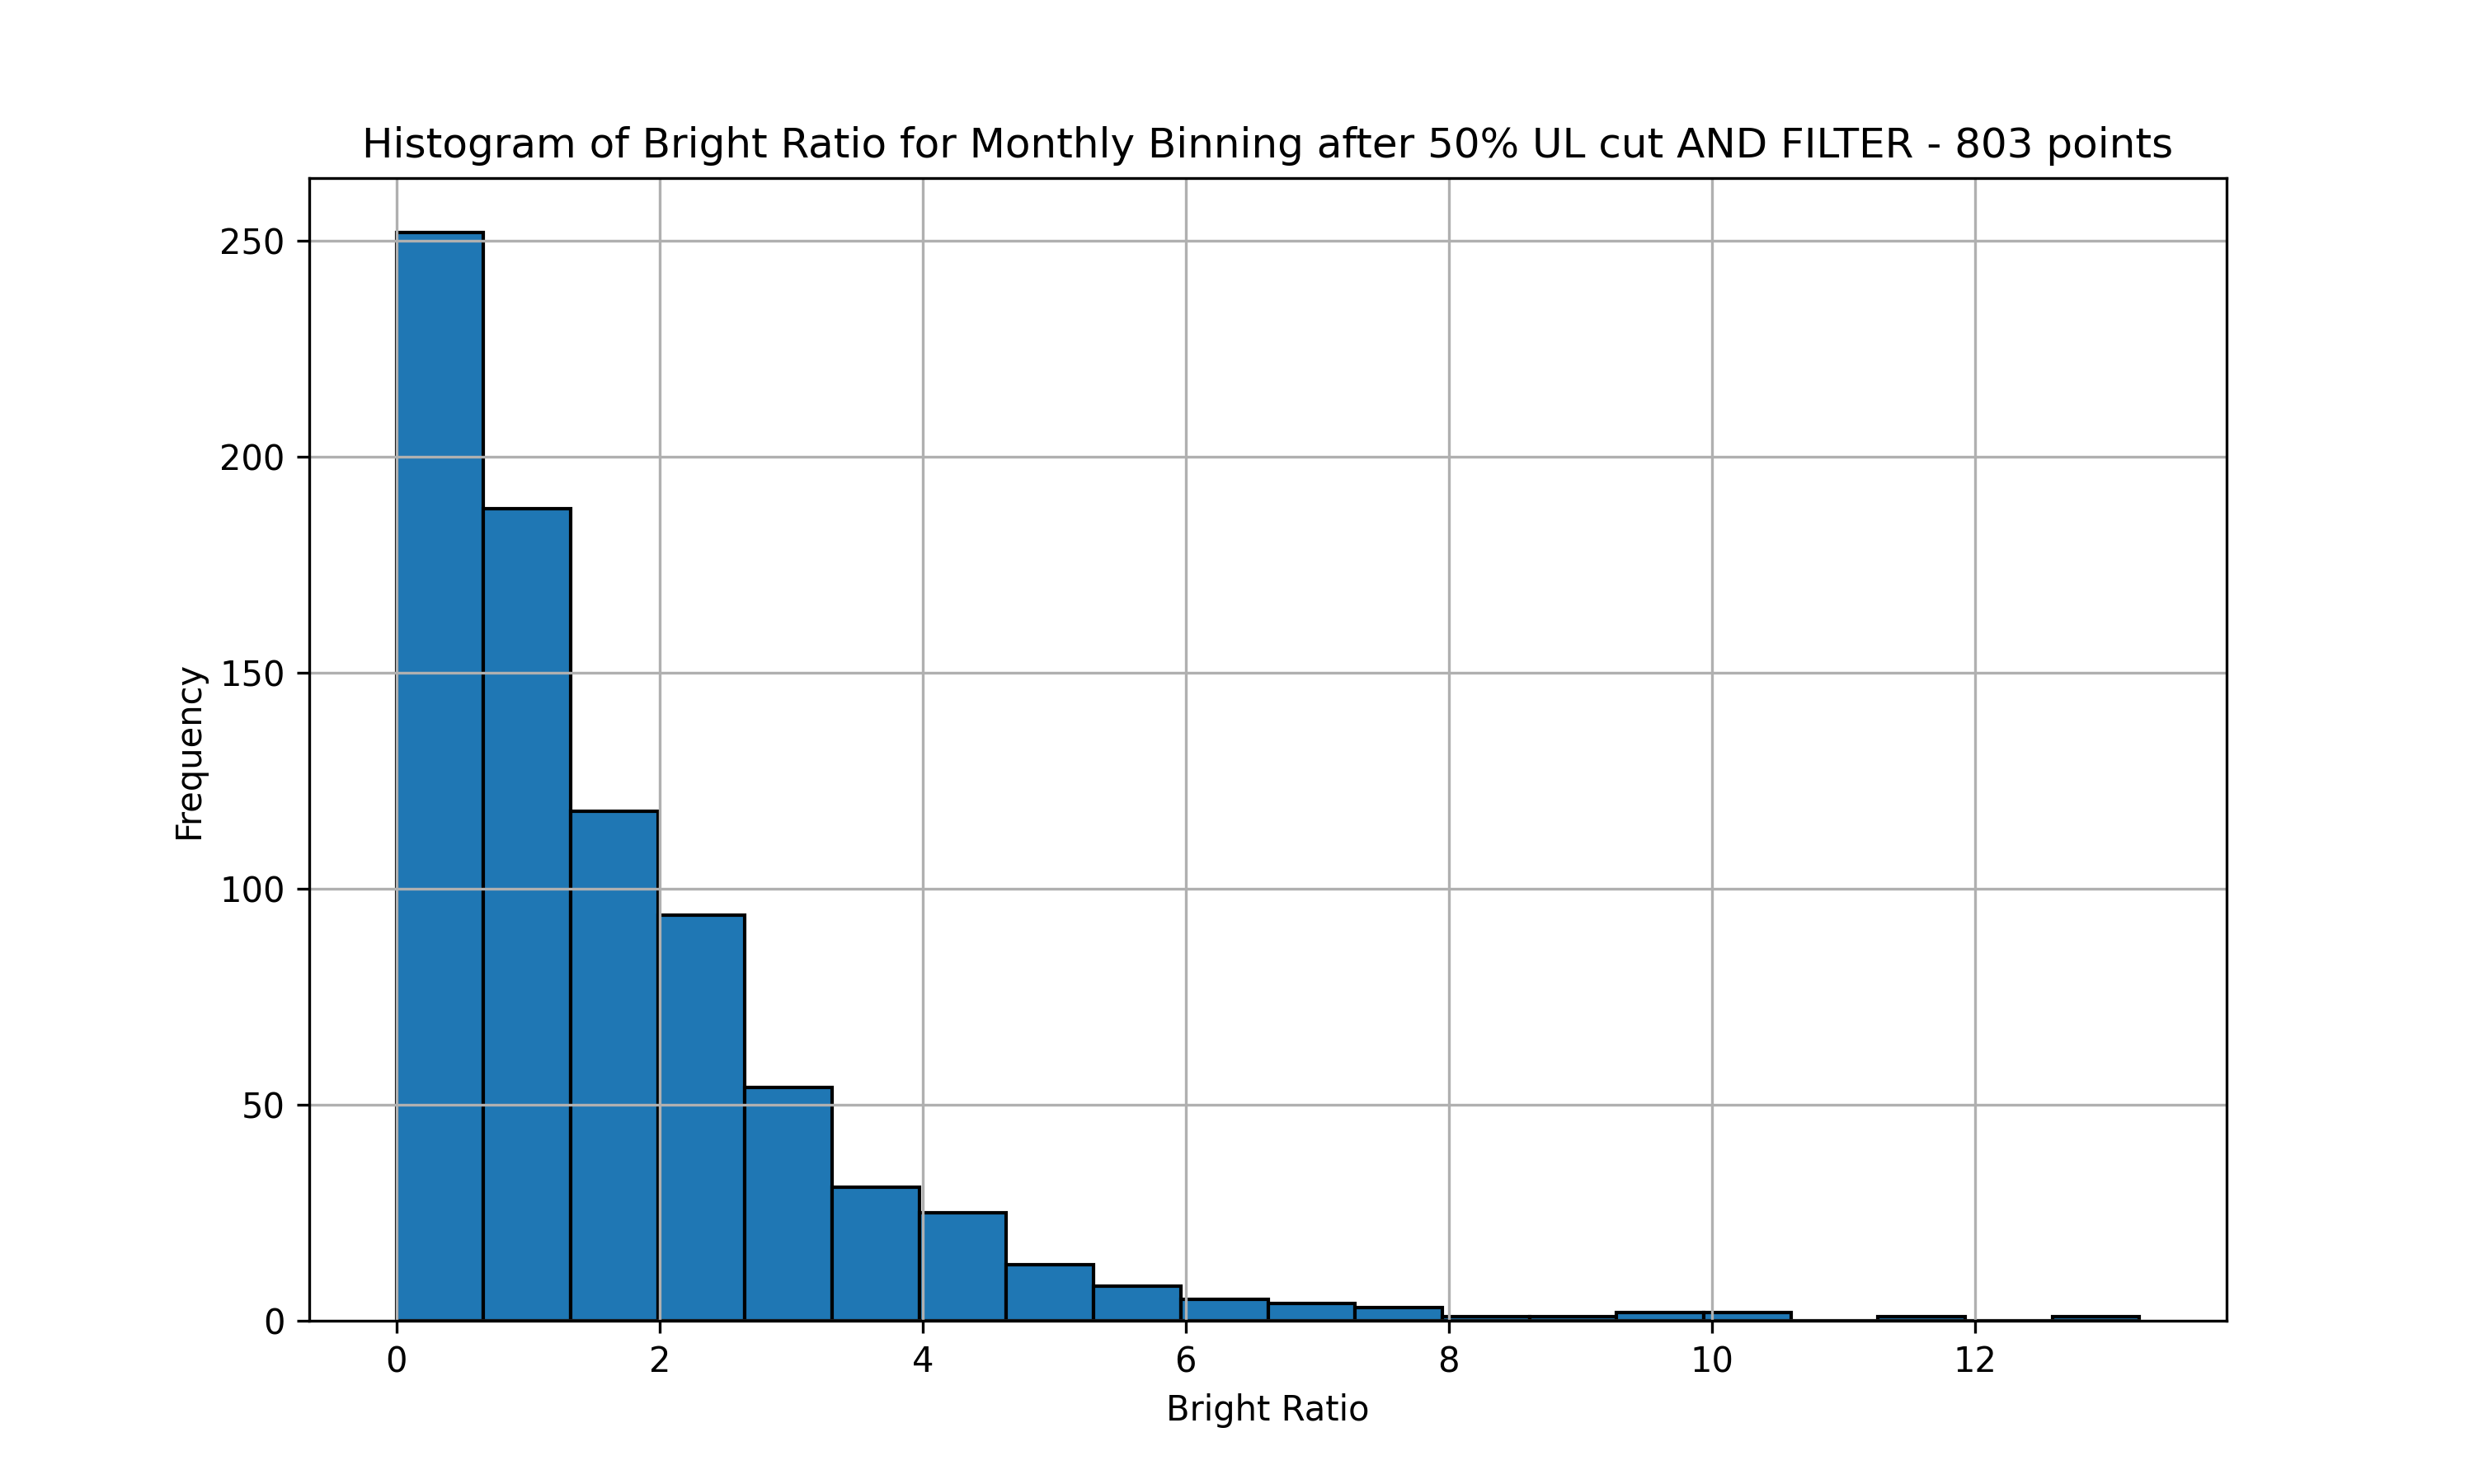 Histogram of Bright Ratio for Monthly Binning after 50% UL cut AND FILTER - 803 points
250
200
150
100
50
0
Frequency
0 2 4 6 8 10 12
Bright Ratio